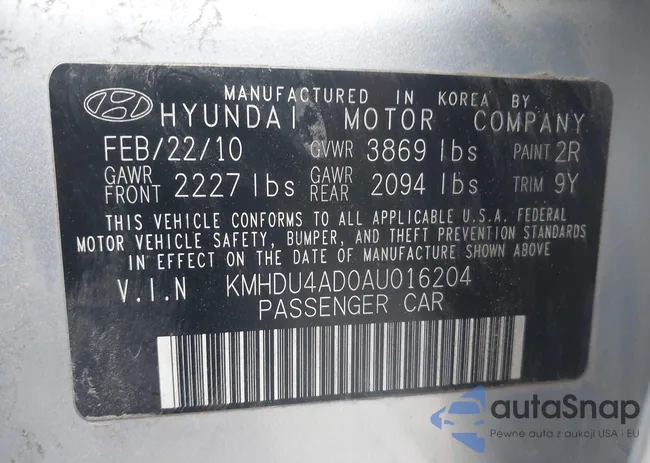 MANUFACTURED IN KOREA BY
HYUNDAI MOTOR COMPANY
FEB/22/10 GVWR 3869 lbs PAINT 2R
GAWR FRONT 2227 lbs GAWR REAR 2094 lbs TRIM 9Y
THIS VEHICLE CONFORMS TO ALL APPLICABLE U.S.A. FEDERAL
MOTOR VEHICLE SAFETY, BUMPER, AND THEFT PREVENTION STANDARDS
IN EFFECT ON THE DATE OF MANUFACTURE SHOWN ABOVE.
V.I.N KMHDU4AD0AU016204
PASSENGER CAR
autaSnap
Pewne auta z aukcji USA - EU